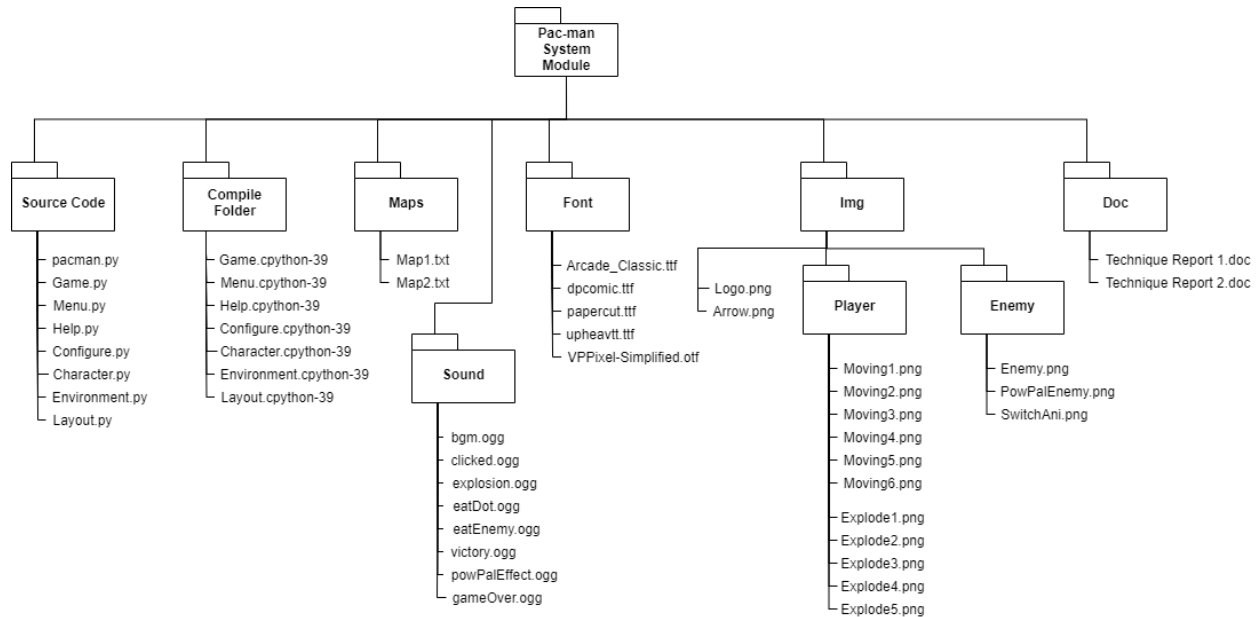 Pac-man
System
Module
Source Code
pacman.py
Game.py
Menu.py
Help.py
Configure.py
Character.py
Environment.py
Layout.py
Compile
Folder
Game.cpython-39
Menu.cpython-39
Help.cpython-39
Configure.cpython-39
Character.cpython-39
Environment.cpython-39
Layout.cpython-39
Maps
Map1.txt
Map2.txt
Sound
bgm.ogg
clicked.ogg
explosion.ogg
eatDot.ogg
eatEnemy.ogg
victory.ogg
powPalEffect.ogg
gameOver.ogg
Font
Arcade_Classic.ttf
dpcomic.ttf
papercut.ttf
upheavtt.ttf
VPPixel-Simplified.otf
Img
Logo.png
Arrow.png
Player
Moving1.png
Moving2.png
Moving3.png
Moving4.png
Moving5.png
Moving6.png
Explode1.png
Explode2.png
Explode3.png
Explode4.png
Explode5.png
Enemy
Enemy.png
PowPalEnemy.png
SwitchAni.png
Doc
Technique Report 1.doc
Technique Report 2.doc